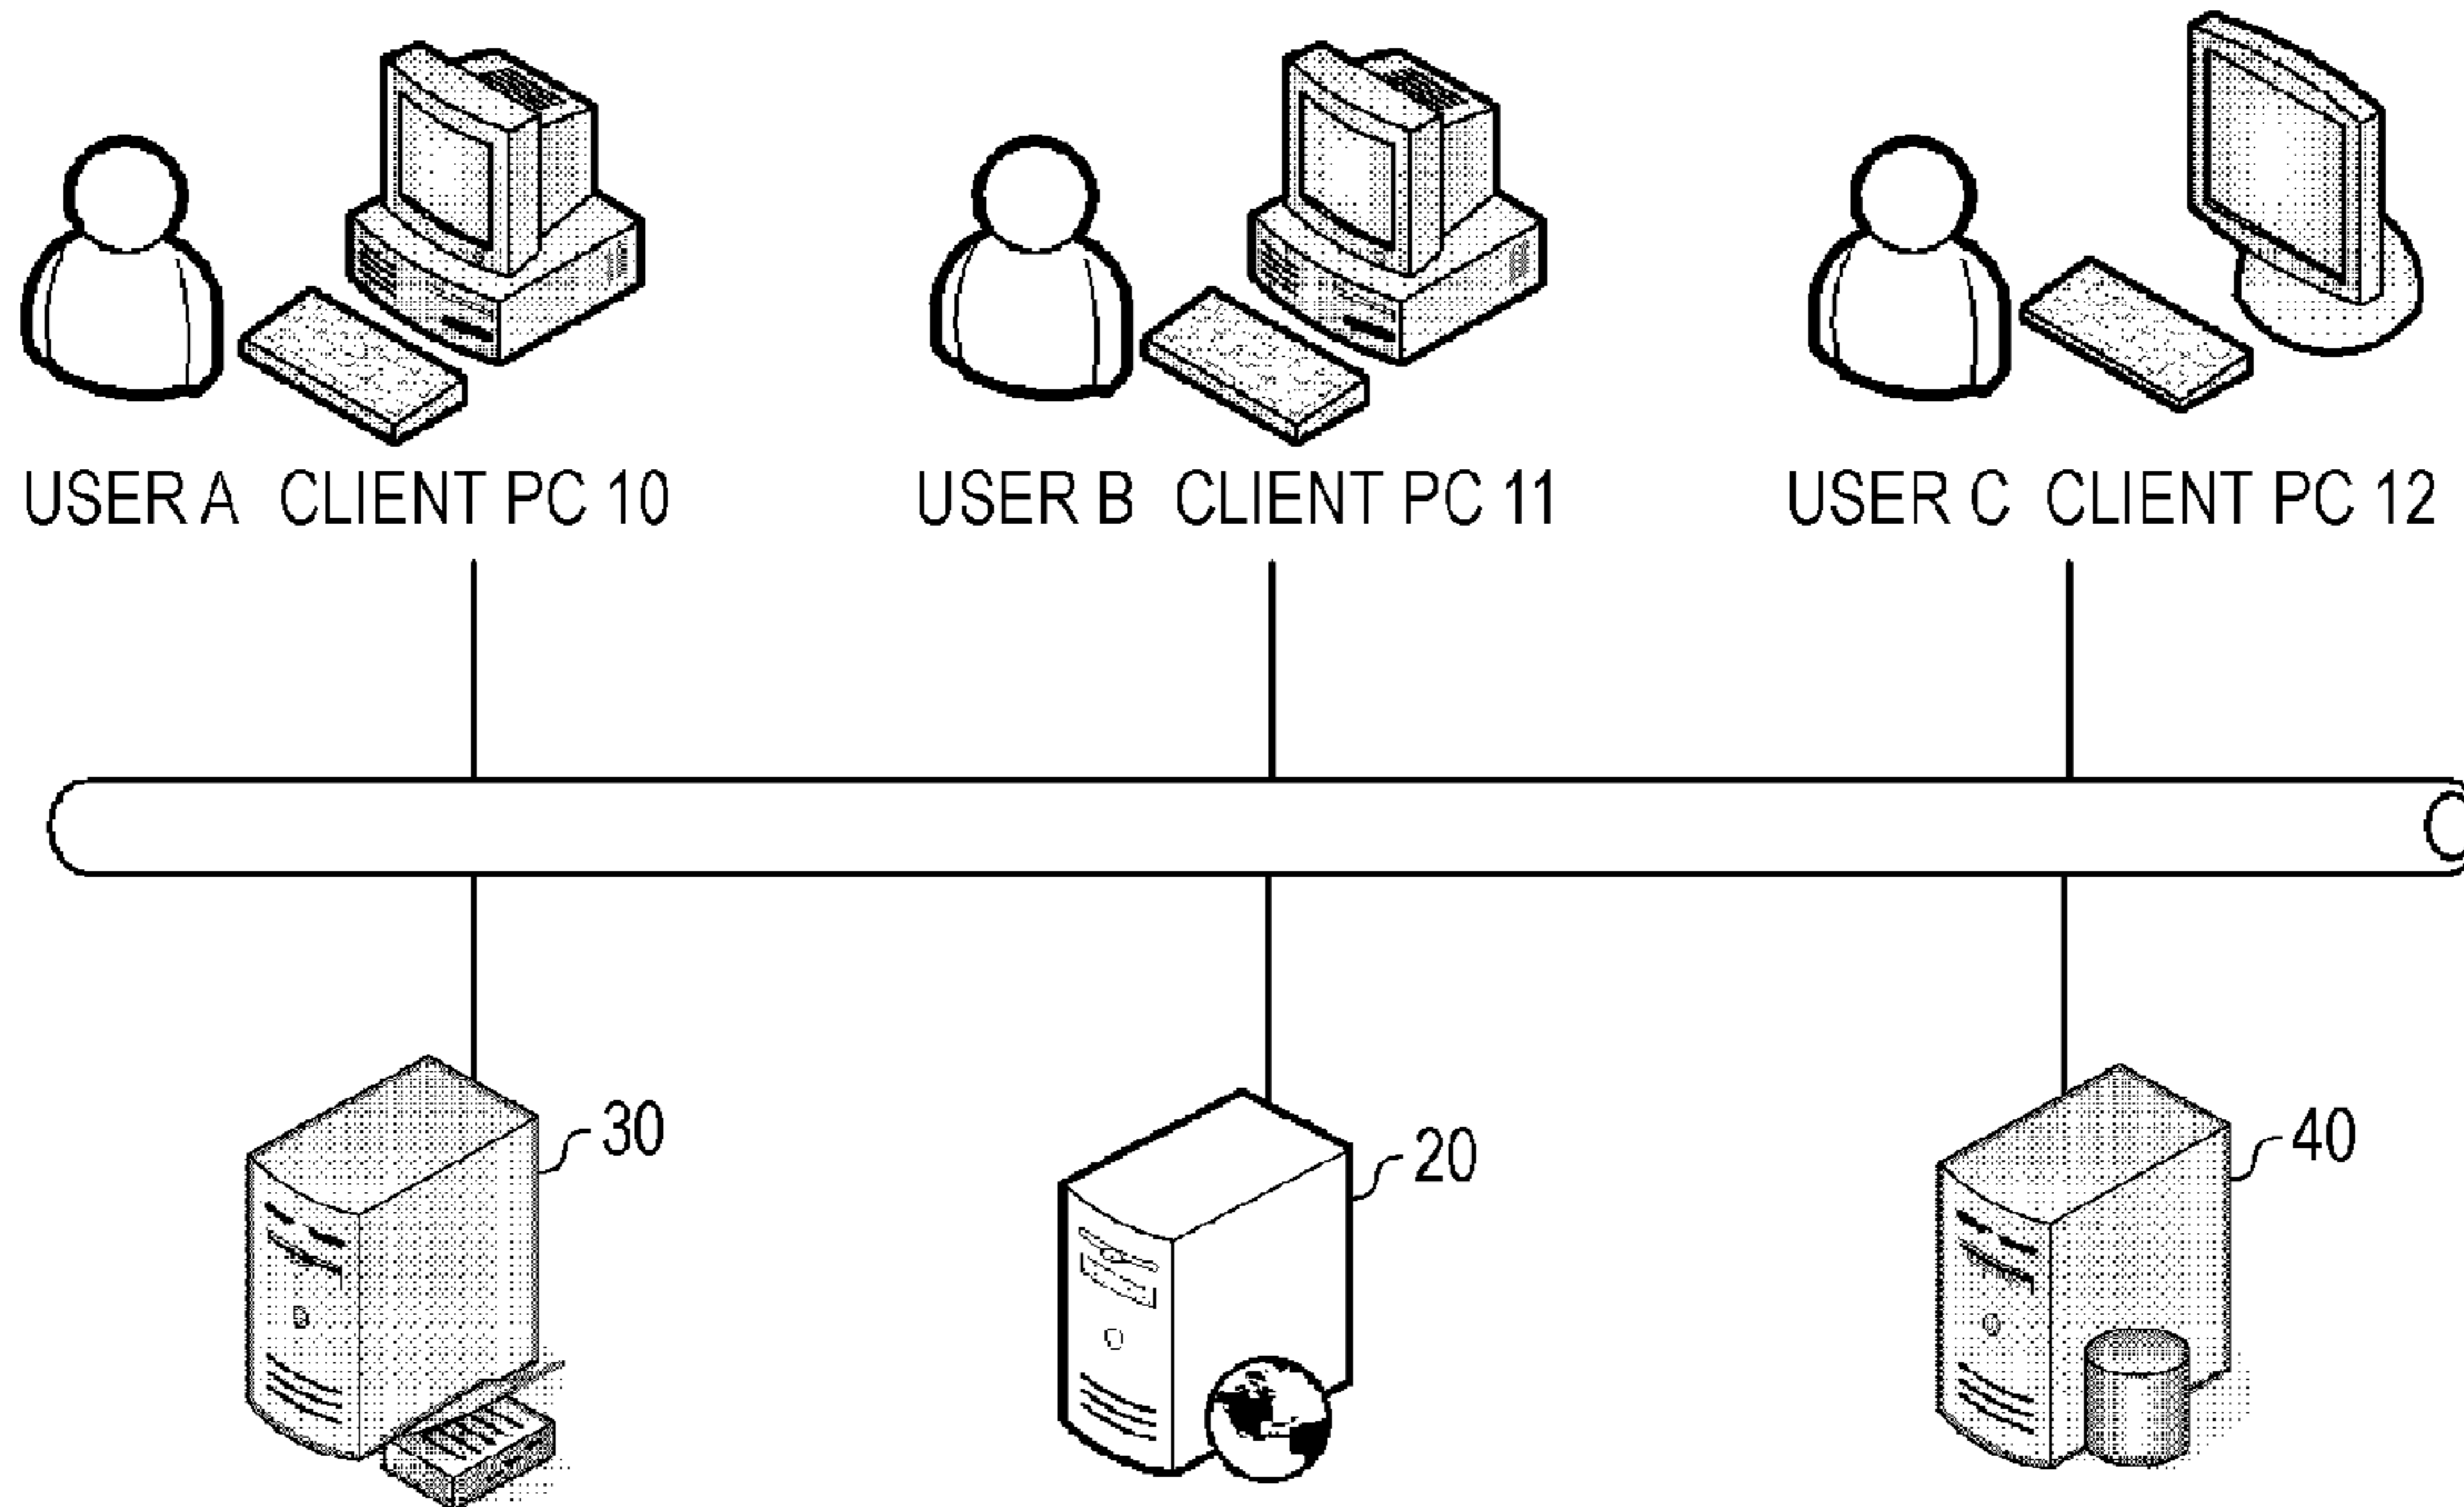 USER A CLIENT PC 10
USER B CLIENT PC 11
USER C CLIENT PC 12
30
20
40